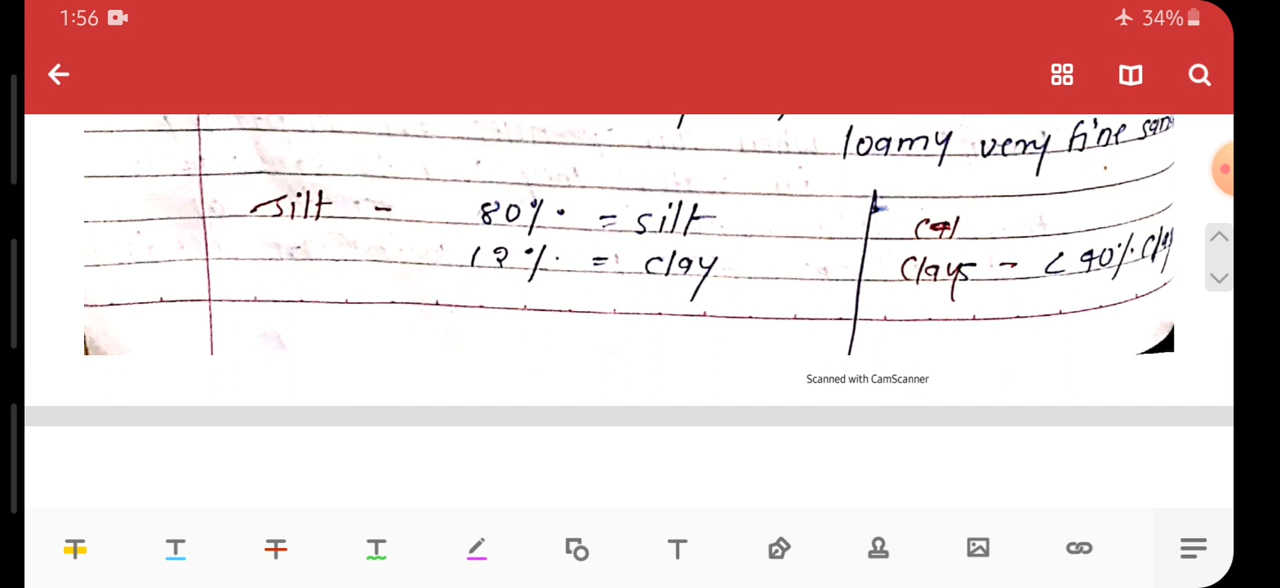 1:56
34%
loamy very fine san
silt - 80% = silt
12% = clay
Clays - < 40% clay
Scanned with CamScanner